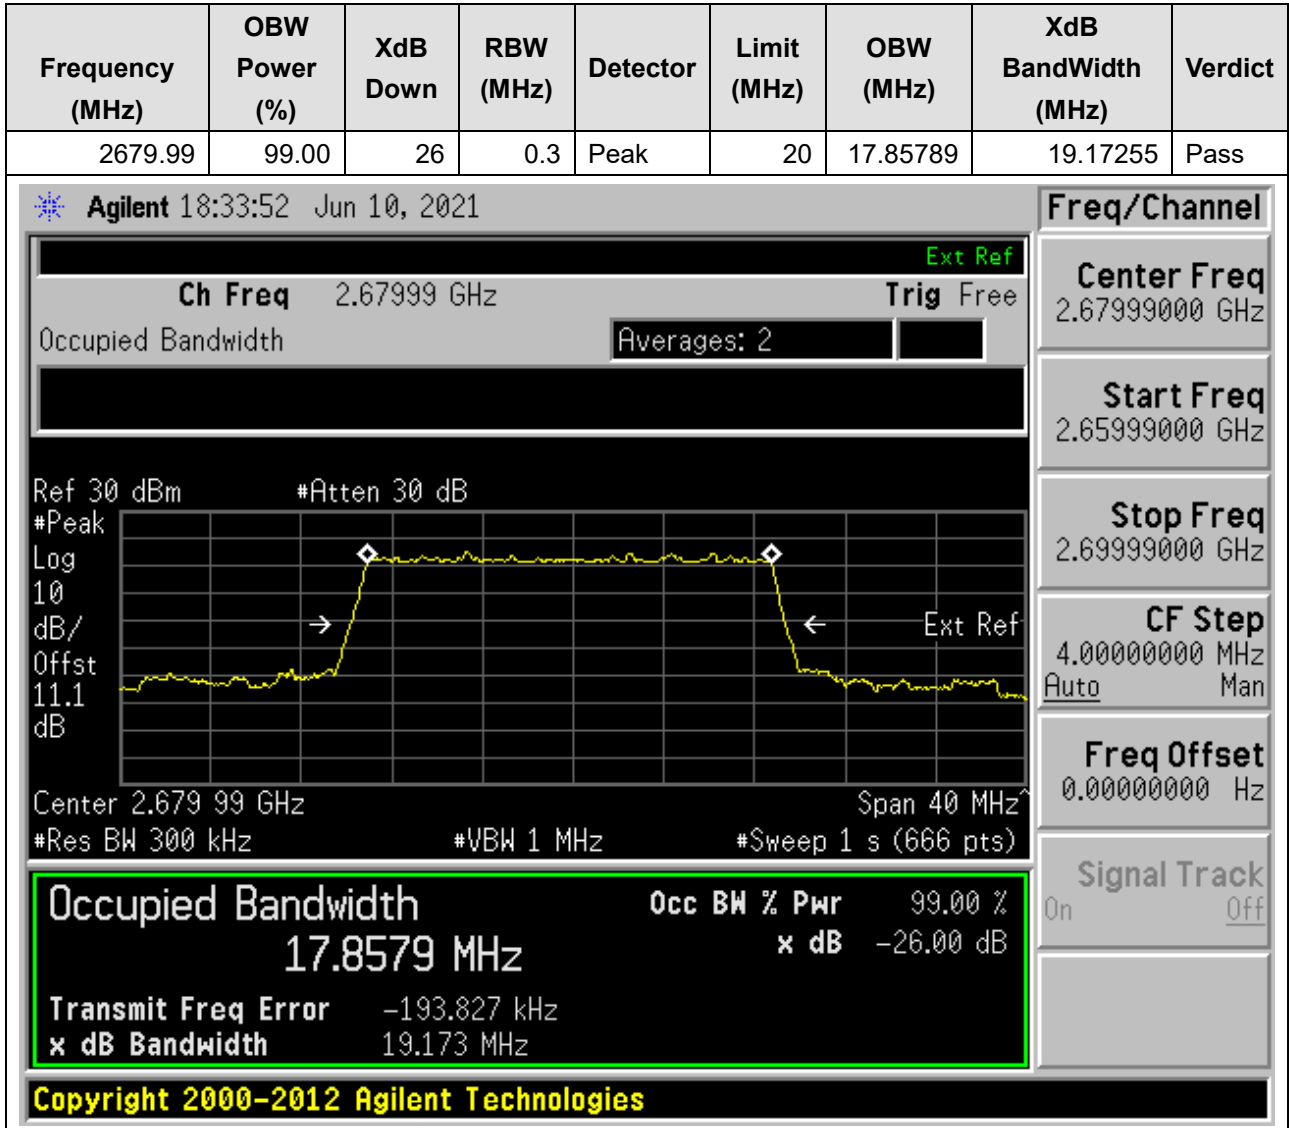 Frequency (MHz) OBW Power (%) XdB Down RBW (MHz) Detector Limit (MHz) OBW (MHz) XdB BandWidth (MHz) Verdict
2679.99 99.00 26 0.3 Peak 20 17.85789 19.17255 Pass
Agilent 18:33:52 Jun 10, 2021
Freq/Channel
Ext Ref
Ch Freq 2.67999 GHz Trig Free
Occupied Bandwidth Averages: 2
Center Freq
2.67999000 GHz
Start Freq
2.65999000 GHz
Stop Freq
2.69999000 GHz
CF Step
4.00000000 MHz
Auto Man
Freq Offset
0.00000000 Hz
Signal Track
On Off
Ref 30 dBm #Atten 30 dB
#Peak
Log
10
dB/
Offst
11.1
dB
Ext Ref
Center 2.679 99 GHz Span 40 MHz^
#Res BW 300 kHz #VBW 1 MHz #Sweep 1 s (666 pts)
Occupied Bandwidth
17.8579 MHz
Occ BW % Pwr 99.00 %
x dB -26.00 dB
Transmit Freq Error -193.827 kHz
x dB Bandwidth 19.173 MHz
Copyright 2000-2012 Agilent Technologies